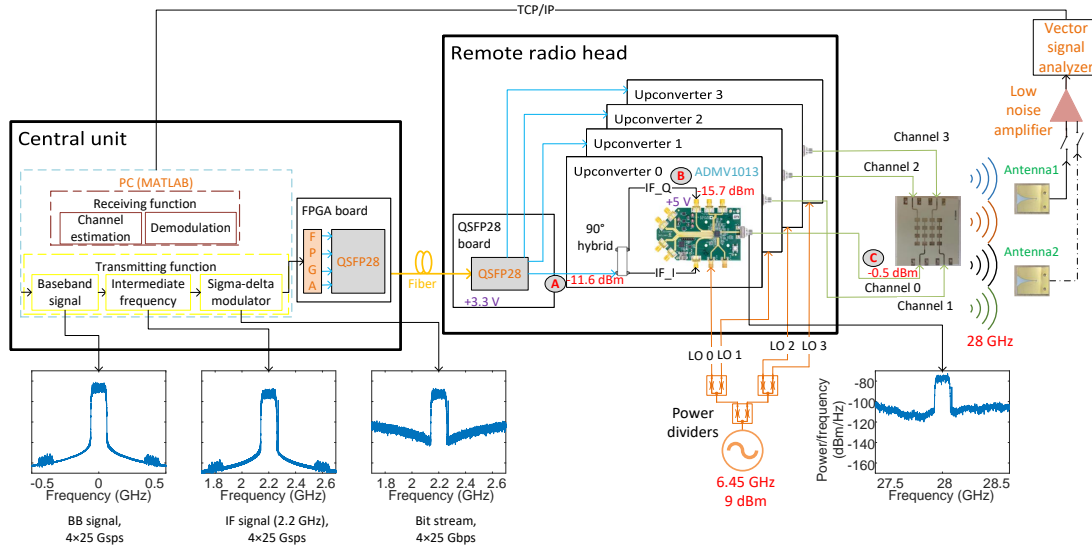 TCP/IP
Vector
signal
analyzer
Low
noise
amplifier
Remote radio head
Upconverter 3
Upconverter 2
Upconverter 1
Upconverter 0
B
ADMV1013
-15.7 dBm
IF_Q
+5 V
90°
hybrid
IF_I
Channel 3
Channel 2
C
-0.5 dBm
Channel 0
Channel 1
Antenna1
Antenna2
28 GHz
Central unit
PC (MATLAB)
Receiving function
Channel
estimation
Demodulation
Transmitting function
Baseband
signal
Intermediate
frequency
Sigma-delta
modulator
FPGA board
F
P
G
A
QSFP28
Fiber
QSFP28
board
QSFP28
+3.3 V
A
-11.6 dBm
LO 0
LO 1
LO 2
LO 3
Power
dividers
6.45 GHz
9 dBm
-0.5 0 0.5
Frequency (GHz)
BB signal,
4×25 Gsps
1.8 2 2.2 2.4 2.6
Frequency (GHz)
IF signal (2.2 GHz),
4×25 Gsps
1.8 2 2.2 2.4 2.6
Frequency (GHz)
Bit stream,
4×25 Gbps
Power/frequency
(dBm/Hz)
-80
-100
-120
-140
-160
27.5 28 28.5
Frequency (GHz)